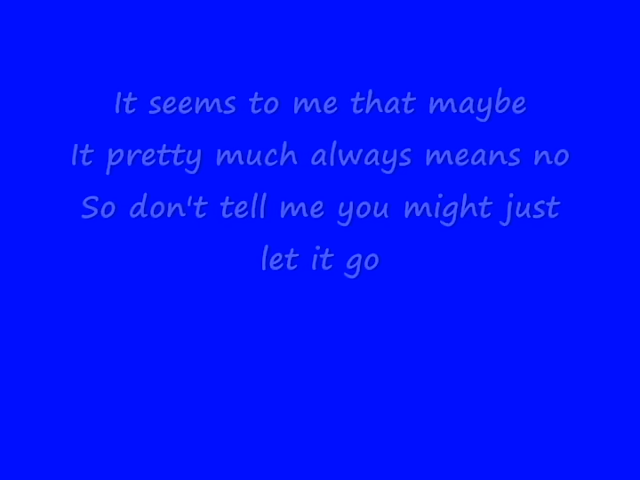 It seems to me that maybe
It pretty much always means no
So don't tell me you might just
let it go